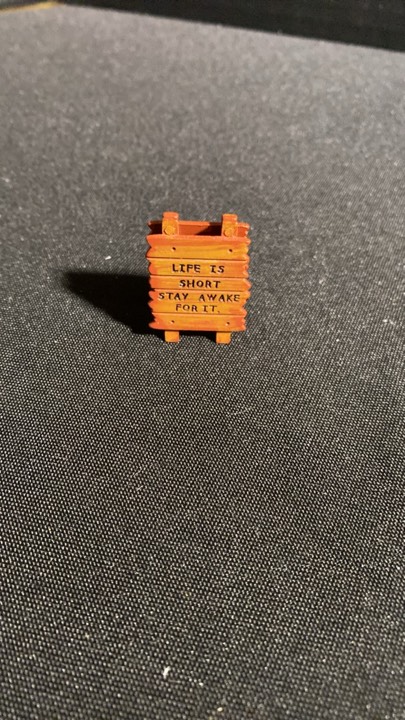 LIFE IS
SHORT
STAY AWAKE
FOR IT.